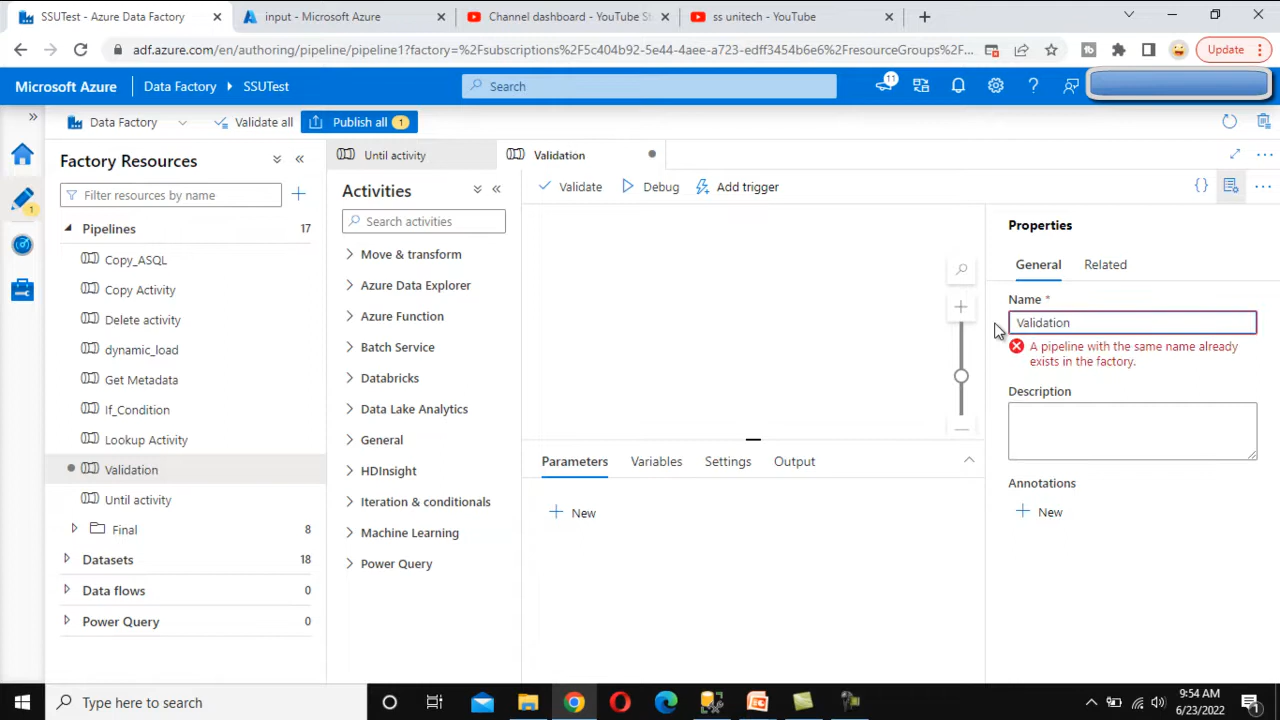 SSUTest - Azure Data Factory
input - Microsoft Azure
Channel dashboard - YouTube St
ss unitech - YouTube
adf.azure.com/en/authoring/pipeline/pipeline1?factory=%2Fsubscriptions%2F5c404b92-5e44-4aee-a723-edff3454b6e6%2FresourceGroups%2F...
Update
Microsoft Azure
Data Factory
SSUTest
Search
11
Data Factory
Validate all
Publish all
1
Factory Resources
Filter resources by name
1
Pipelines
17
Copy_ASQL
Copy Activity
Delete activity
dynamic_load
Get Metadata
If_Condition
Lookup Activity
Validation
Until activity
Final
8
Datasets
18
Data flows
0
Power Query
0
Until activity
Validation
Activities
Search activities
Move & transform
Azure Data Explorer
Azure Function
Batch Service
Databricks
Data Lake Analytics
General
HDInsight
Iteration & conditionals
Machine Learning
Power Query
Validate
Debug
Add trigger
Parameters
Variables
Settings
Output
New
Properties
General
Related
Name *
Validation
A pipeline with the same name already
exists in the factory.
Description
Annotations
New
Type here to search
9:54 AM
6/23/2022
1